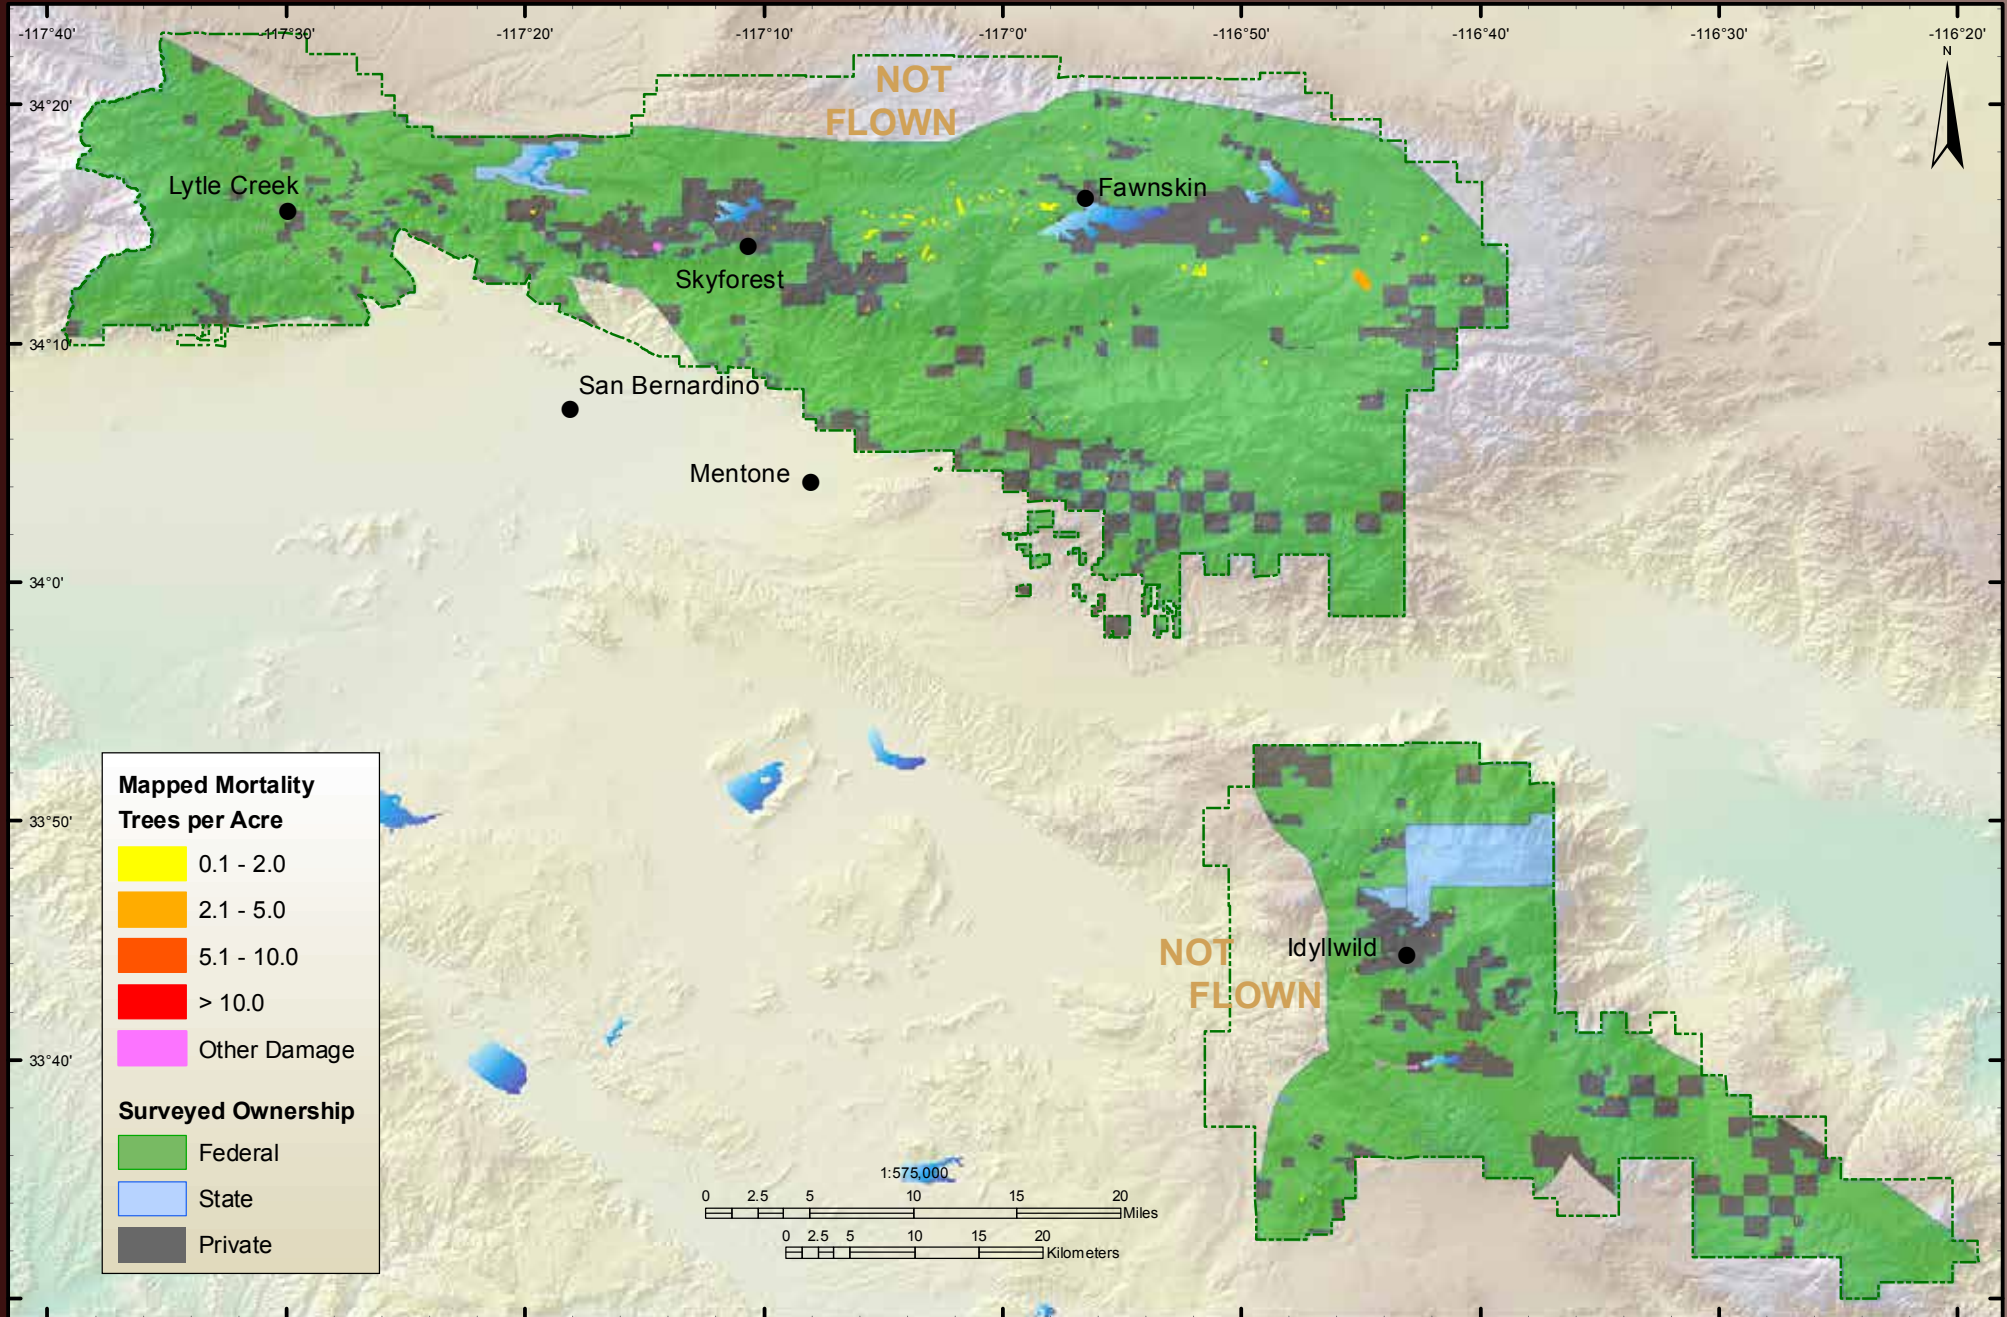 -117°40'
-117°30'
-117°20'
-117°10'
-117°0'
-116°50'
-116°40'
-116°30'
-116°20'
N
NOT
FLOWN
34°20'
Lytle Creek
Fawnskin
Skyforest
34°10'
San Bernardino
Mentone
34°0'
Mapped Mortality
Trees per Acre
0.1 - 2.0
2.1 - 5.0
5.1 - 10.0
> 10.0
Other Damage
Surveyed Ownership
Federal
State
Private
33°50'
NOT
FLOWN
Idyllwild
33°40'
1:575,000
0 2.5 5 10 15 20
Miles
0 2.5 5 10 15 20
Kilometers